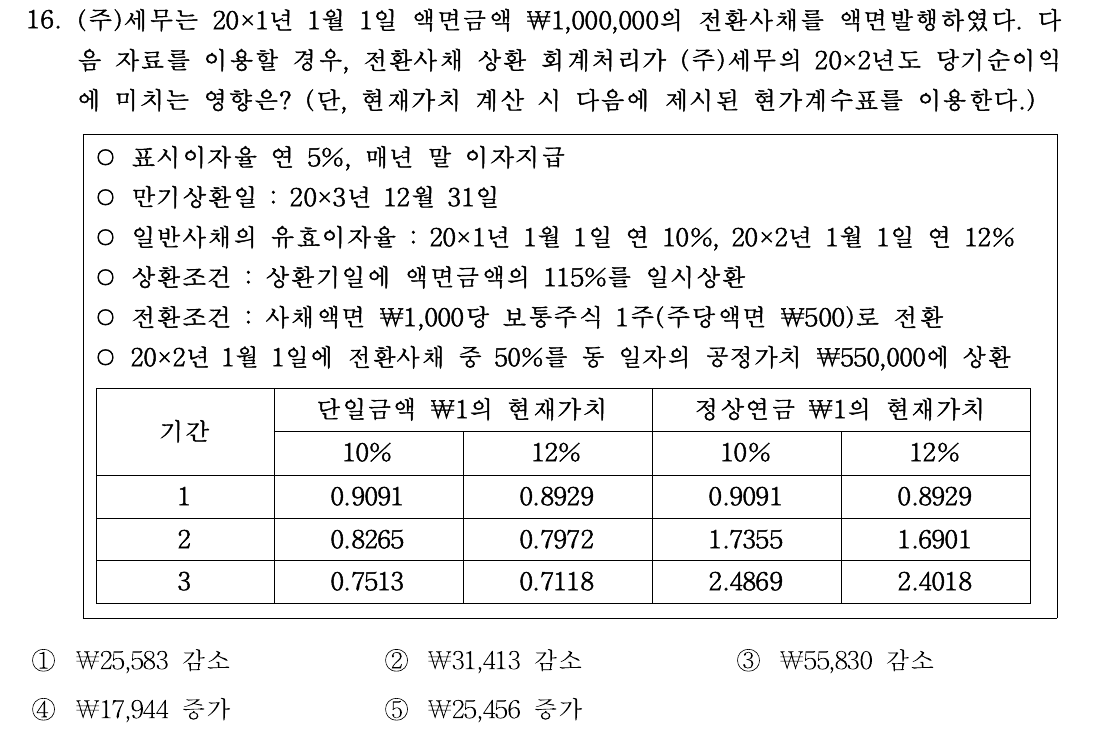 16. (주)세무는 20×1년 1월 1일 액면금액 ₩1,000,000의 전환사채를 액면발행하였다. 다
음 자료를 이용할 경우, 전환사채 상환 회계처리가 (주)세무의 20×2년도 당기순이익
에 미치는 영향은? (단, 현재가치 계산 시 다음에 제시된 현가계수표를 이용한다.)
○ 표시이자율 연 5%, 매년 말 이자지급
○ 만기상환일 : 20×3년 12월 31일
○ 일반사채의 유효이자율 : 20×1년 1월 1일 연 10%, 20×2년 1월 1일 연 12%
○ 상환조건 : 상환기일에 액면금액의 115%를 일시상환
○ 전환조건 : 사채액면 ₩1,000당 보통주식 1주(주당액면 ₩500)로 전환
○ 20×2년 1월 1일에 전환사채 중 50%를 동 일자의 공정가치 ₩550,000에 상환
기간 단일금액 ₩1의 현재가치 정상연금 ₩1의 현재가치
10% 12% 10% 12%
1 0.9091 0.8929 0.9091 0.8929
2 0.8265 0.7972 1.7355 1.6901
3 0.7513 0.7118 2.4869 2.4018
① ₩25,583 감소 ② ₩31,413 감소 ③ ₩55,830 감소
④ ₩17,944 증가 ⑤ ₩25,456 증가